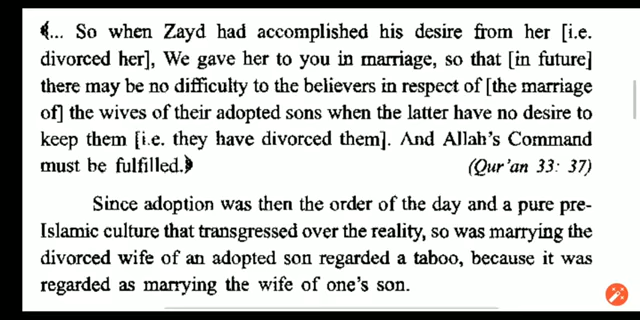 ﴾... So when Zayd had accomplished his desire from her [i.e.
divorced her], We gave her to you in marriage, so that [in future]
there may be no difficulty to the believers in respect of [the marriage
of] the wives of their adopted sons when the latter have no desire to
keep them [i.e. they have divorced them]. And Allah's Command
must be fulfilled.﴿ (Qur'an 33: 37)
Since adoption was then the order of the day and a pure pre-
Islamic culture that transgressed over the reality, so was marrying the
divorced wife of an adopted son regarded a taboo, because it was
regarded as marrying the wife of one's son.